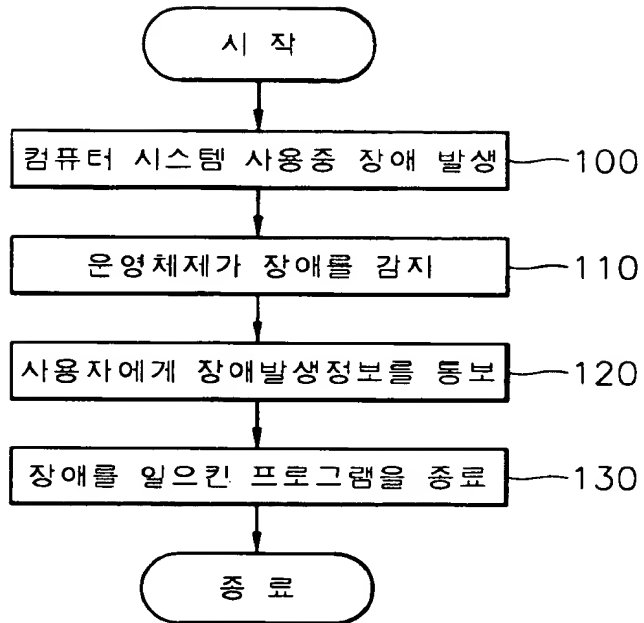 시 작
컴퓨터 시스템 사용중 장애 발생 100
운영체제가 장애를 감지 110
사용자에게 장애발생정보를 통보 120
장애를 일으킨 프로그램을 종료 130
종 료